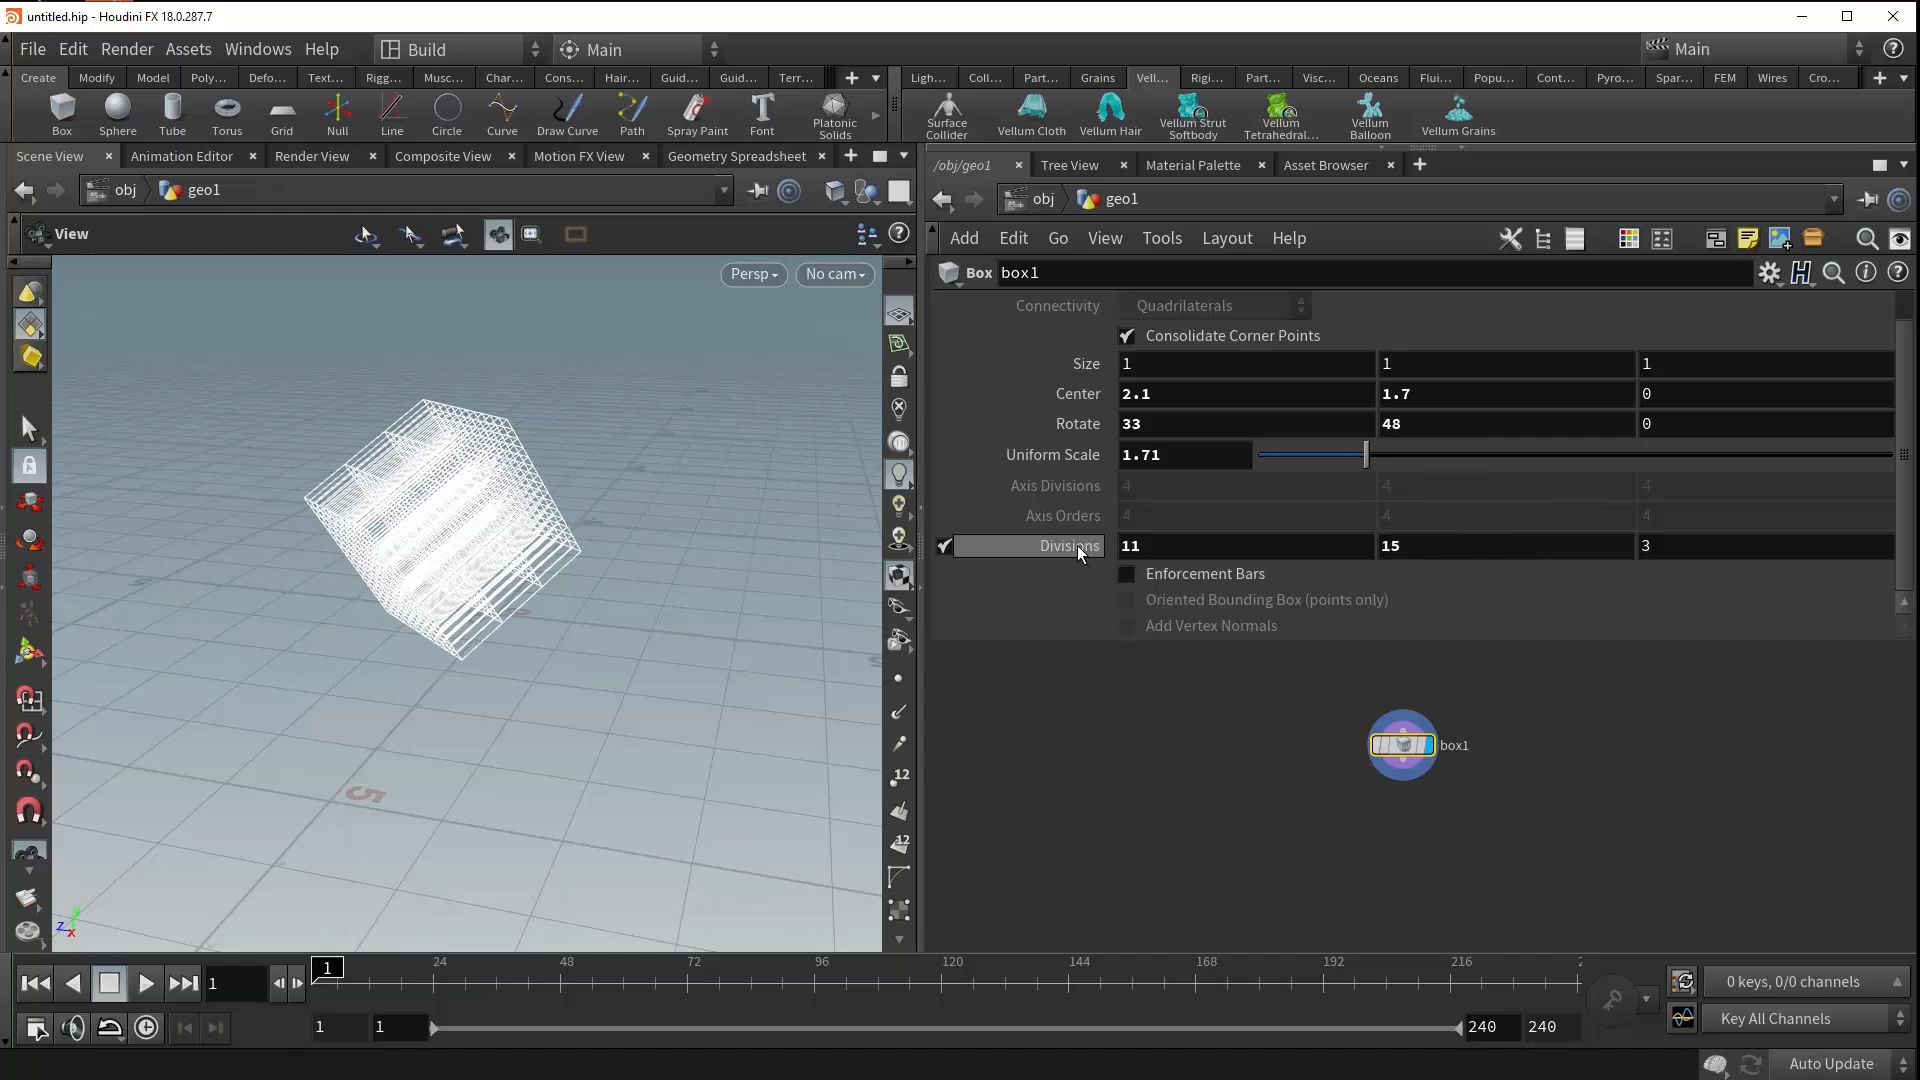 untitled.hip - Houdini FX 18.0.287.7
File Edit Render Assets Windows Help Build Main Main
Create Modify Model Poly... Defo... Text... Rigg... Musc... Char... Cons... Hair... Guid... Guid... Terr... Ligh... Coll... Part... Grains Vell... Rigi... Part... Visc... Oceans Flui... Popu... Cont... Pyro... Spar... FEM Wires Cro...
Box Sphere Tube Torus Grid Null Line Circle Curve Draw Curve Path Spray Paint Font Platonic Solids
Surface Collider Vellum Cloth Vellum Hair Vellum Strut Softbody Vellum Tetrahedral... Vellum Balloon Vellum Grains
Scene View Animation Editor Render View Composite View Motion FX View Geometry Spreadsheet
/obj/geo1 Tree View Material Palette Asset Browser
obj geo1
obj geo1
View
Add Edit Go View Tools Layout Help
Persp No cam
Box box1
Connectivity Quadrilaterals
Consolidate Corner Points
Size 1 1 1
Center 2.1 1.7 0
Rotate 33 48 0
Uniform Scale 1.71
Axis Divisions 4 4 4
Axis Orders 4 4 4
Divisions 11 15 3
Enforcement Bars
Oriented Bounding Box (points only)
Add Vertex Normals
box1
5
12
12
z y x
1 1 24 48 72 96 120 144 168 192 216 2
0 keys, 0/0 channels
1 1 240 240
Key All Channels
Auto Update